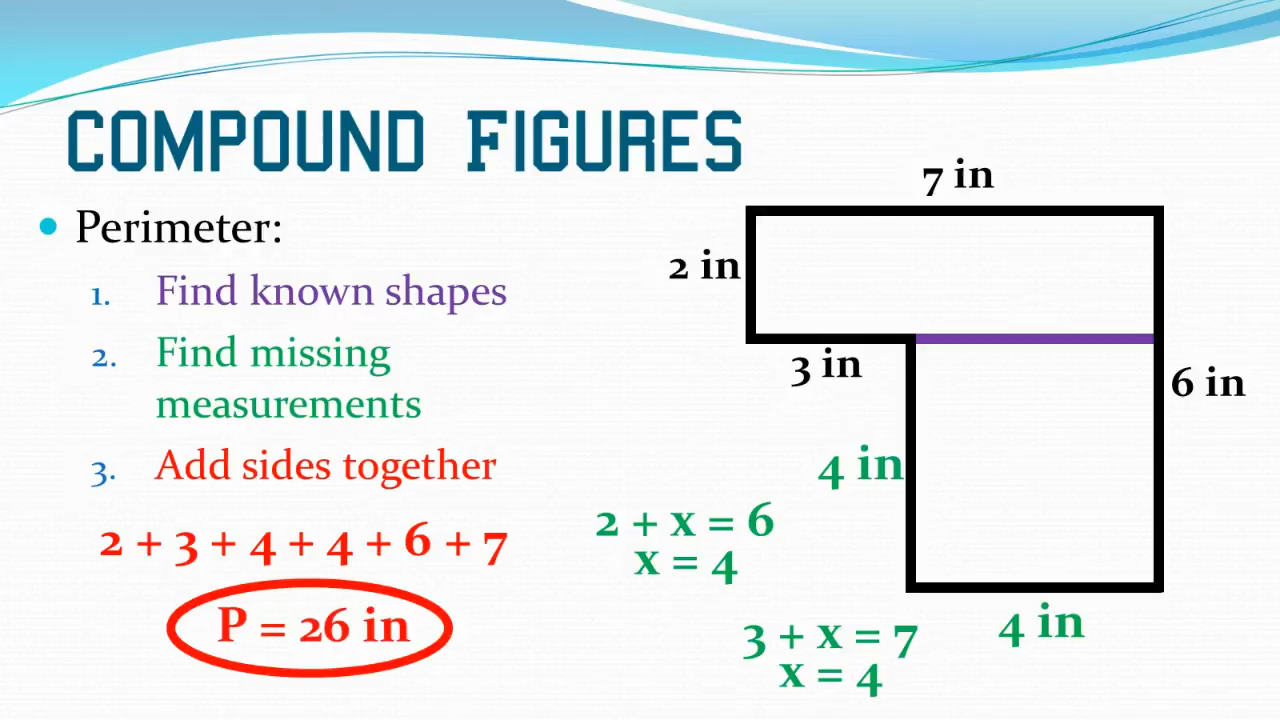 COMPOUND FIGURES
7 in
• Perimeter:
2 in
1. Find known shapes
2. Find missing
measurements
3 in
6 in
3. Add sides together
4 in
2 + 3 + 4 + 4 + 6 + 7
2 + x = 6
x = 4
P = 26 in
3 + x = 7
x = 4
4 in